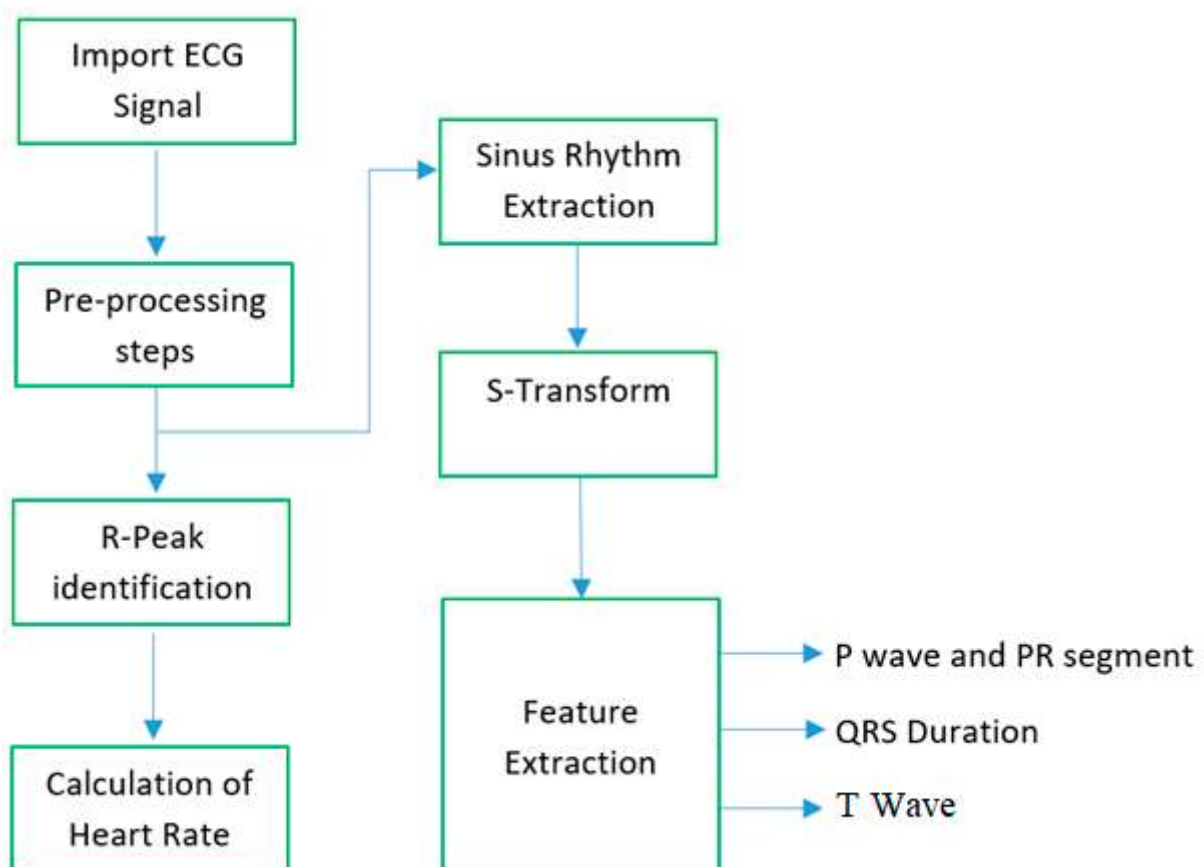 Import ECG
Signal
Pre-processing
steps
R-Peak
identification
Calculation of
Heart Rate
Sinus Rhythm
Extraction
S-Transform
Feature
Extraction
P wave and PR segment
QRS Duration
T Wave